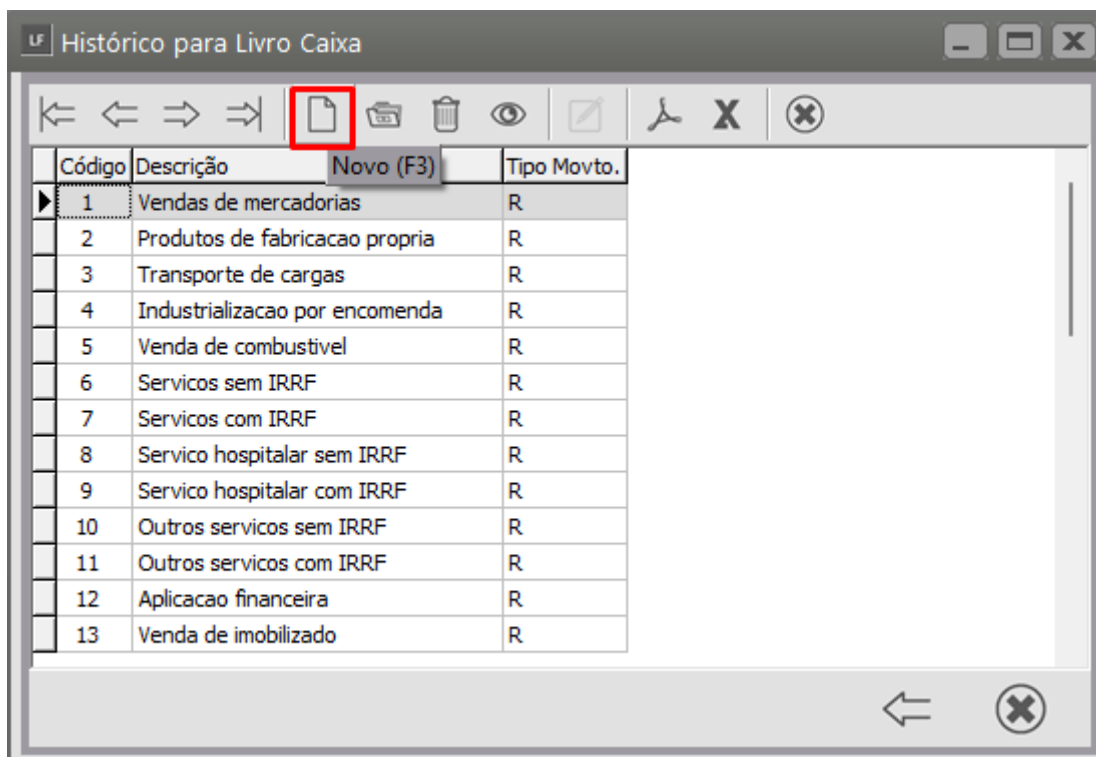 LF Histórico para Livro Caixa
X
Novo (F3)
Código Descrição Tipo Movto.
1 Vendas de mercadorias R
2 Produtos de fabricacao propria R
3 Transporte de cargas R
4 Industrializacao por encomenda R
5 Venda de combustivel R
6 Servicos sem IRRF R
7 Servicos com IRRF R
8 Servico hospitalar sem IRRF R
9 Servico hospitalar com IRRF R
10 Outros servicos sem IRRF R
11 Outros servicos com IRRF R
12 Aplicacao financeira R
13 Venda de imobilizado R